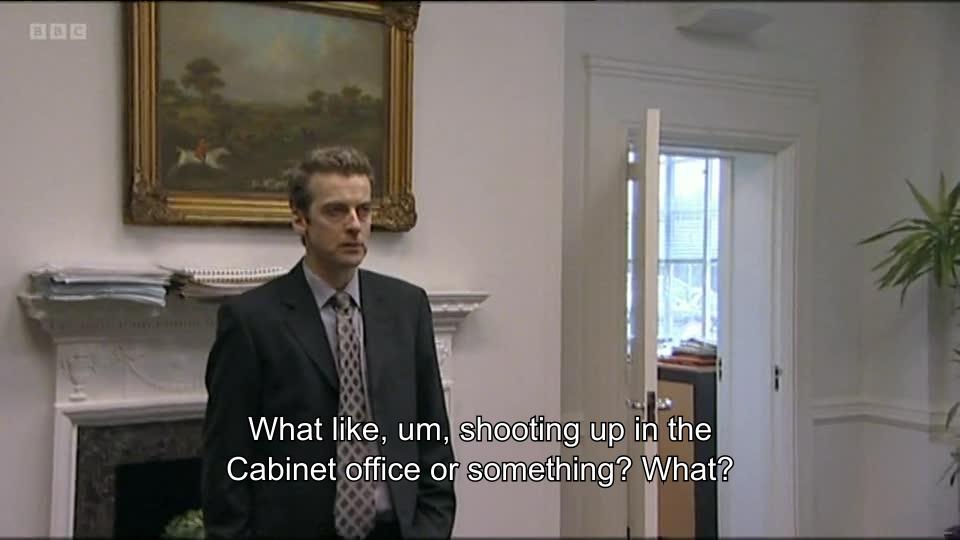 BBC
What like, um, shooting up in the
Cabinet office or something? What?